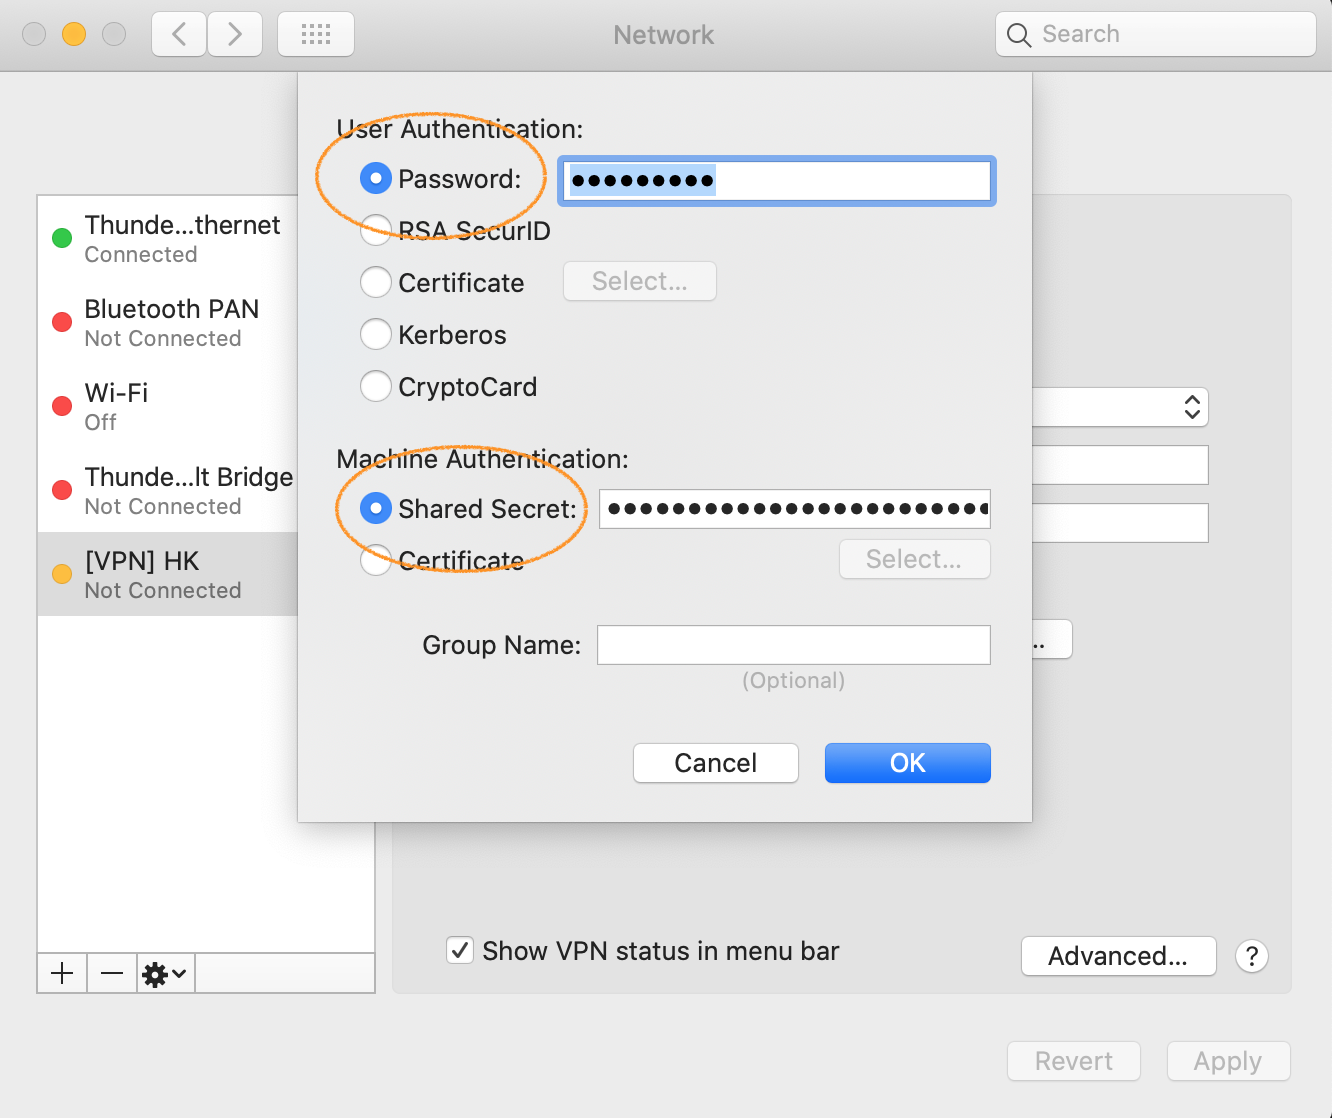 Network
Search
User Authentication:
Password: •••••••••
RSA SecurID
Certificate Select...
Kerberos
CryptoCard
Machine Authentication:
Shared Secret: ••••••••••••••••••••••••
Certificate Select...
Group Name:
(Optional)
Cancel OK
Thunde...thernet
Connected
Bluetooth PAN
Not Connected
Wi-Fi
Off
Thunde...lt Bridge
Not Connected
[VPN] HK
Not Connected
..
Show VPN status in menu bar
Advanced... ?
Revert Apply